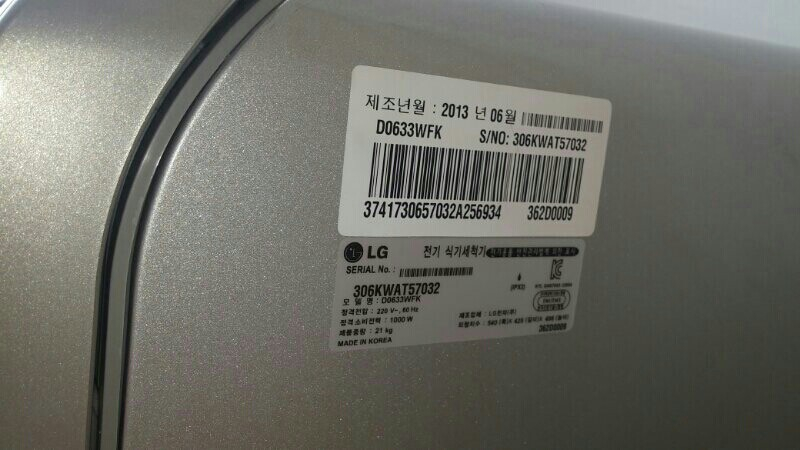 제조년월 : 2013 년 06월
D0633WFK S/NO: 306KWAT57032
3741730657032A256934 362D0009
LG 전기 식기세척기
SERIAL No. :
306KWAT57032
모 델 명 : D0633WFK
정격전압 : 220 V~, 60 Hz
정격소비전력 : 1000 W
제품중량 : 21 kg
MADE IN KOREA
(IPX2)
제조업체 : LG전자(주)
362D0009